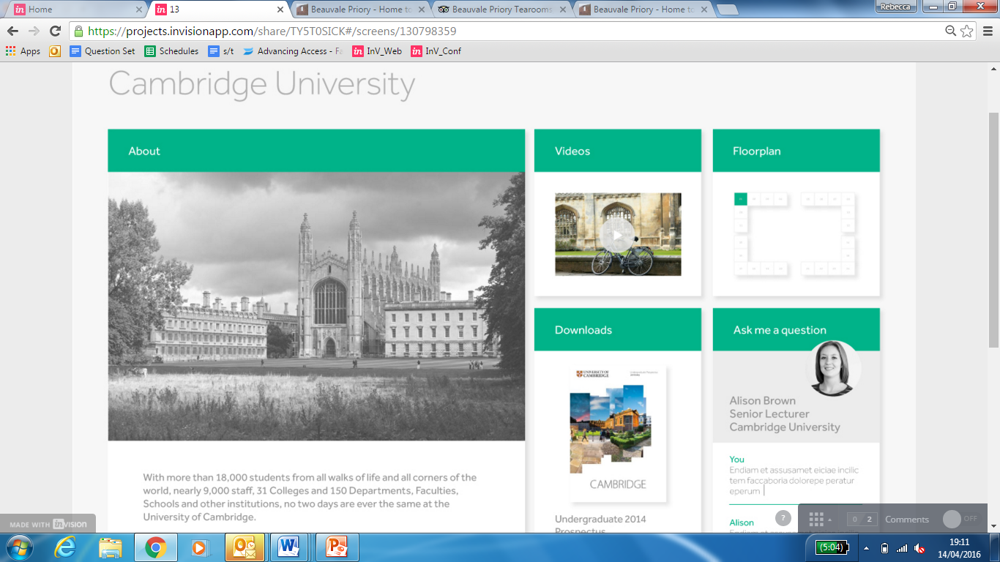 Home
13
Beauvale Priory - Home to
Beauvale Priory Tearooms
Beauvale Priory - Home to
Rebecca
https://projects.invisionapp.com/share/TY5T0SICK#/screens/130798359
Apps
Question Set
Schedules
s/t
Advancing Access - Fa
in InV_Web
in InV_Conf
Cambridge University
About
Videos
Floorplan
Downloads
Ask me a question
UNIVERSITY OF
CAMBRIDGE
CAMBRIDGE
Undergraduate 2014
Prospectus
Alison Brown
Senior Lecturer
Cambridge University
You
Endiam et assusamet eiciae incilic
tem faccaboria dolorepe peratur
eperum
Alison
With more than 18,000 students from all walks of life and all corners of the
world, nearly 9,000 staff, 31 Colleges and 150 Departments, Faculties,
Schools and other institutions, no two days are ever the same at the
University of Cambridge.
MADE WITH invision
?
0 / 2
Comments
OFF
(5:04)
19:11
14/04/2016